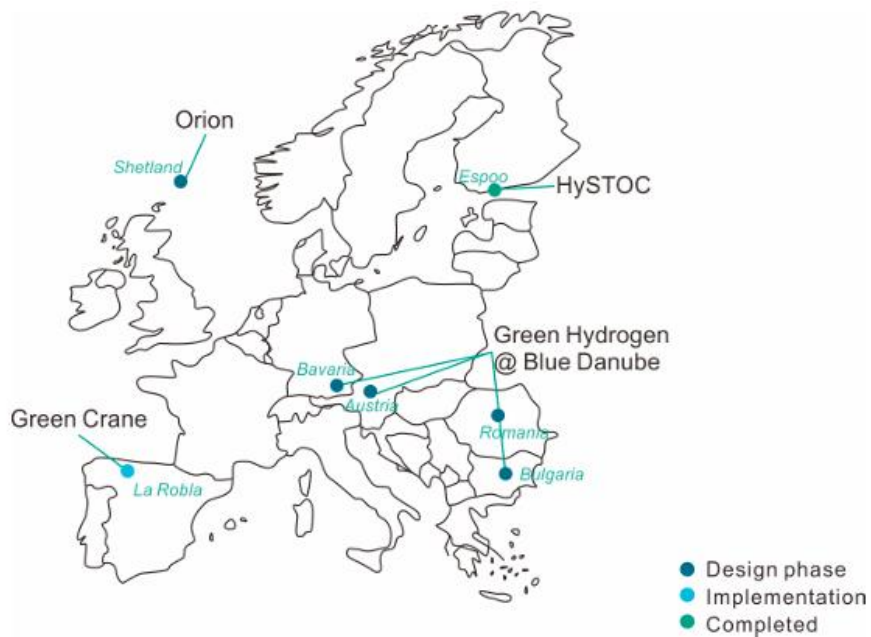 Orion
Shetland
Espoo
HySTOC
Green Hydrogen
@ Blue Danube
Bavaria
Austria
Green Crane
Romania
La Robla
Bulgaria
Design phase
Implementation
Completed